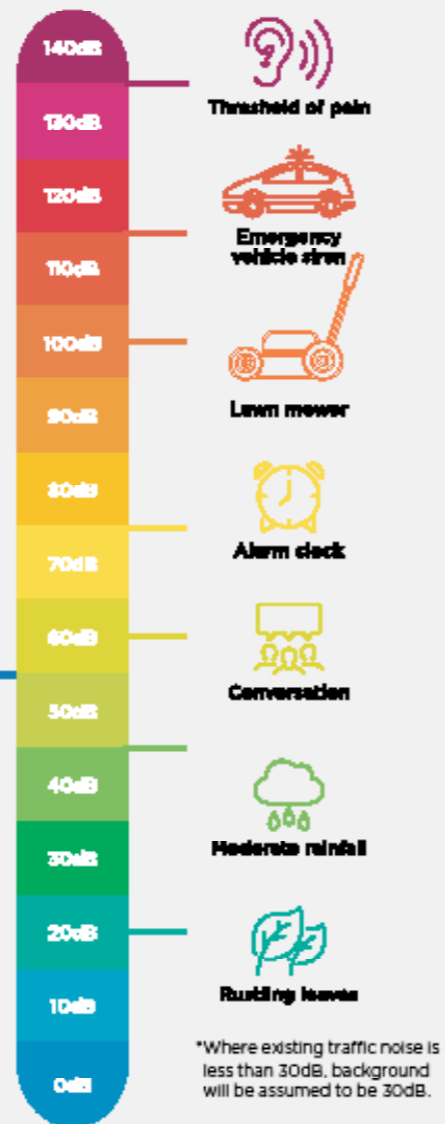 140dB
Threshold of pain
130dB
120dB
Emergency
vehicle siren
110dB
100dB
Lawn mower
90dB
80dB
Alarm clock
70dB
60dB
Conversation
50dB
40dB
Moderate rainfall
30dB
20dB
Rustling leaves
10dB
0dB
*Where existing traffic noise is
less than 30dB, background
will be assumed to be 30dB.